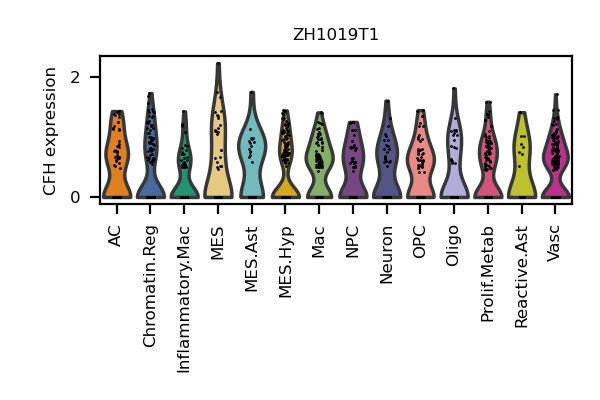 ZH1019T1
CFH expression
2
0
AC
Chromatin.Reg
Inflammatory.Mac
MES
MES.Ast
MES.Hyp
Mac
NPC
Neuron
OPC
Oligo
Prolif.Metab
Reactive.Ast
Vasc